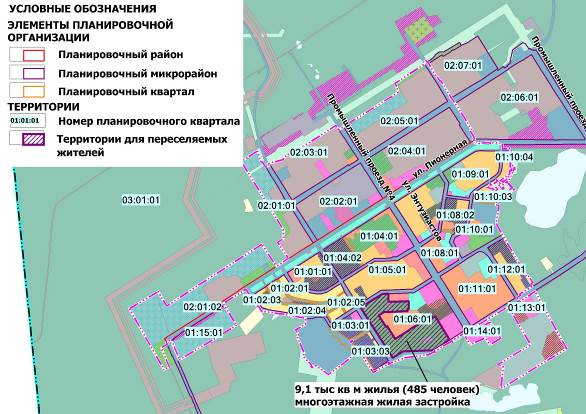 УСЛОВНЫЕ ОБОЗНАЧЕНИЯ
ЭЛЕМЕНТЫ ПЛАНИРОВОЧНОЙ
ОРГАНИЗАЦИИ
Планировочный район
Планировочный микрорайон
Планировочный квартал
ТЕРРИТОРИИ
01:01:01 Номер планировочного квартала
Территории для переселяемых
жителей
Промышленный проезд
02:07:01
02:06:01
Промышленный проезд №4
02:05:01
02:04:01
ул. Пионерная
02:03:01
01:10:04
01:09:01
03:01:01
02:02:01
ул. Энтузиастов
01:10:03
02:01:01
01:08:02
01:10:01
01:04:01
01:08:01
01:04:02
01:01:01
01:05:01
01:12:01
01:02:01
01:11:01
01:02:03
01:02:05
02:01:02
01:02:04
01:13:01
01:06:01
01:03:01
01:15:01
01:14:01
01:03:03
9,1 тыс кв м жилья (485 человек)
многоэтажная жилая застройка